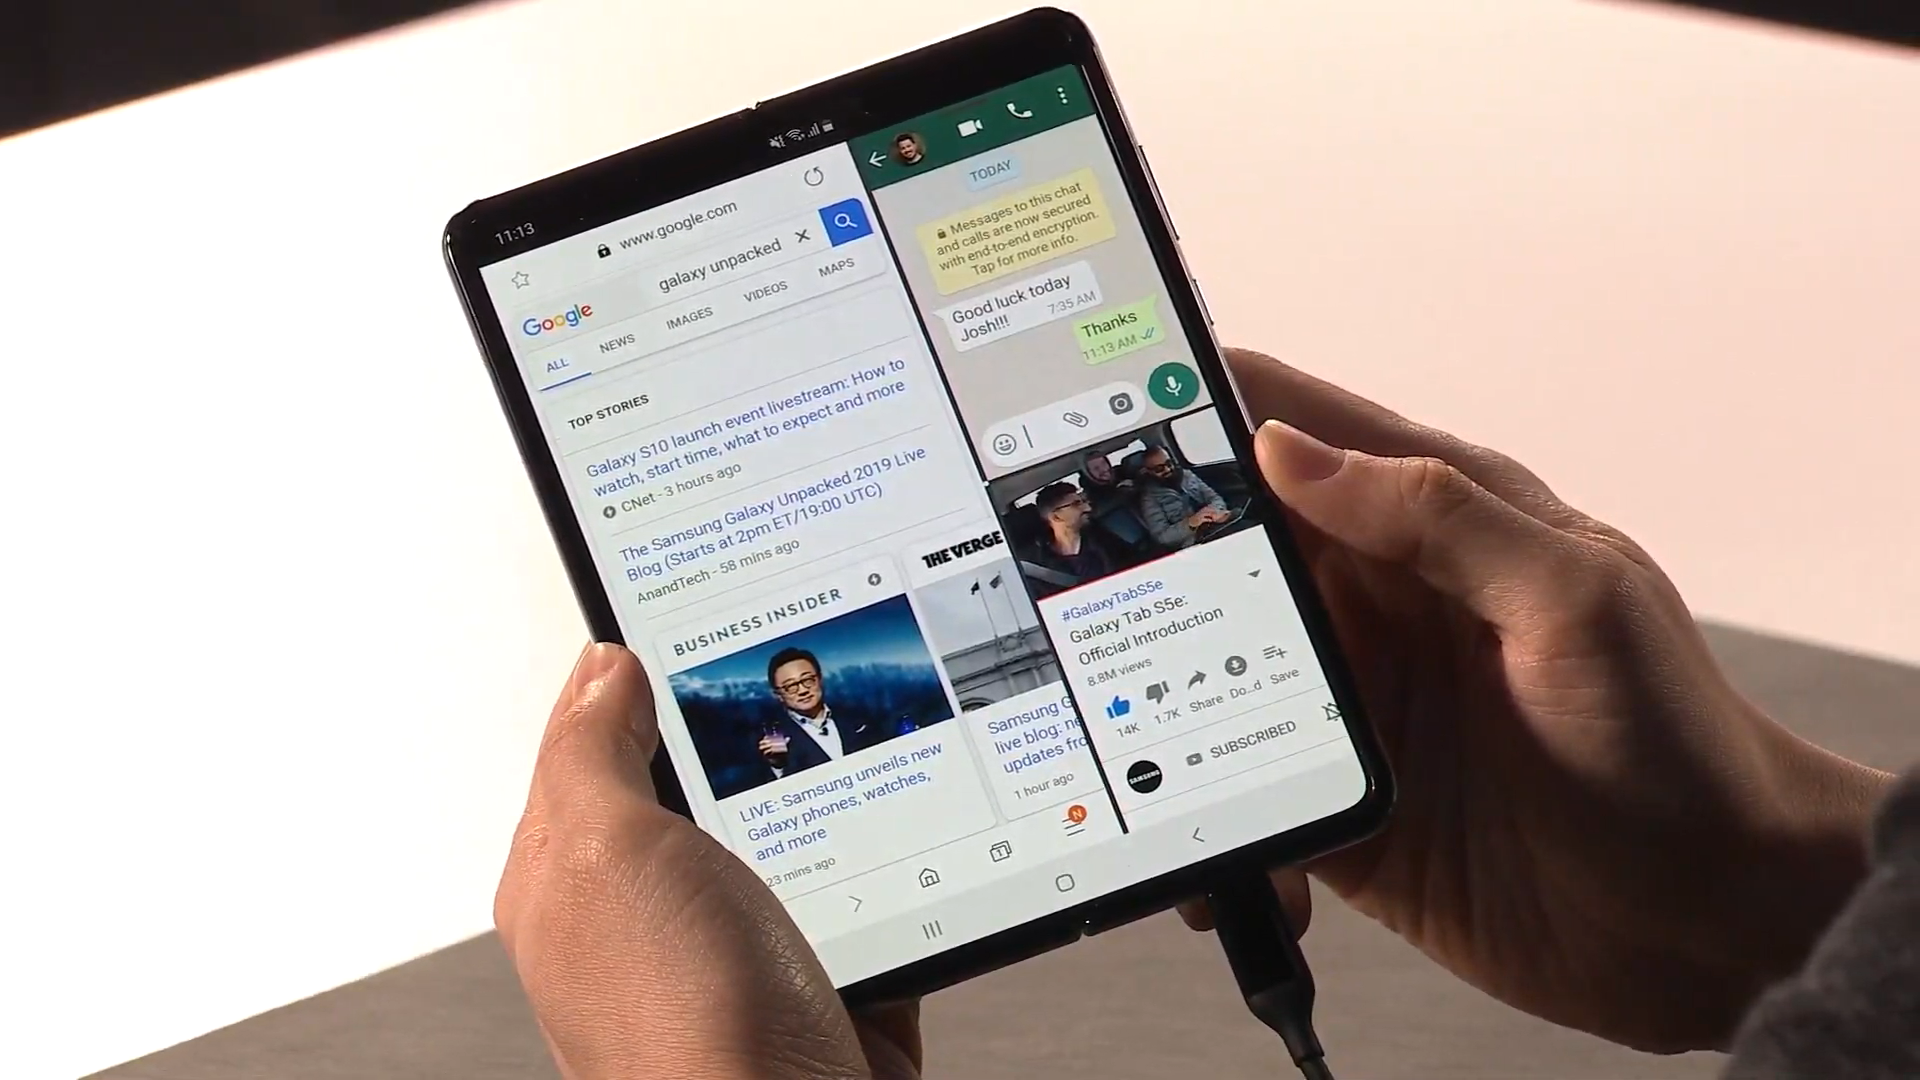 11:13
www.google.com
Google
galaxy unpacked
ALL NEWS IMAGES VIDEOS MAPS
TOP STORIES
Galaxy S10 launch event livestream: How to
watch, start time, what to expect and more
CNet - 3 hours ago
The Samsung Galaxy Unpacked 2019 Live
Blog (Starts at 2pm ET/19:00 UTC)
AnandTech - 58 mins ago
BUSINESS INSIDER
LIVE: Samsung unveils new
Galaxy phones, watches,
and more
23 mins ago
THE VERGE
Samsung G
live blog: ne
updates fro
1 hour ago
1
N
TODAY
Messages to this chat
and calls are now secured
with end-to-end encryption.
Tap for more info.
Good luck today
Josh!!!
7:35 AM
Thanks
11:13 AM
#GalaxyTabS5e
Galaxy Tab S5e:
Official Introduction
8.8M views
14K 1.7K Share Do...d Save
SAMSUNG
SUBSCRIBED